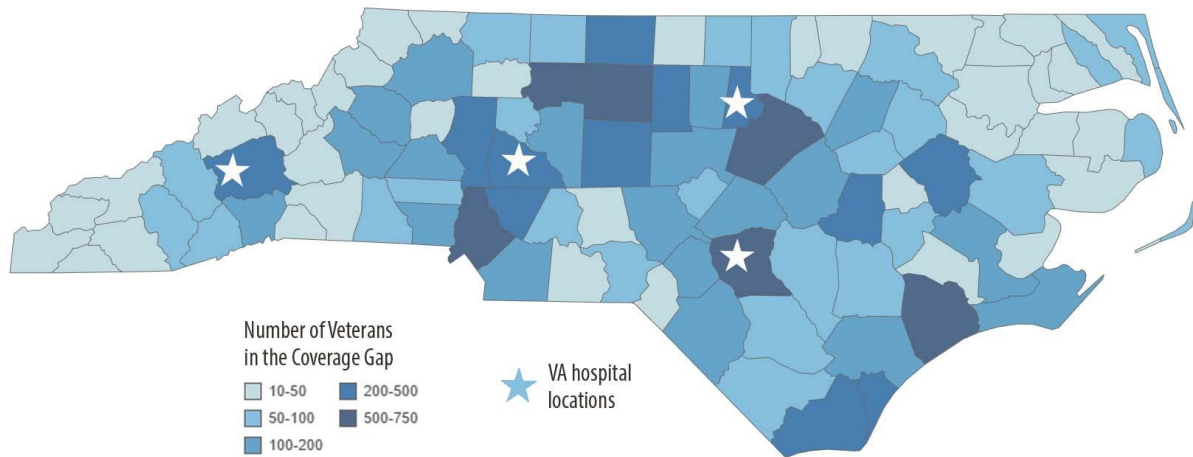 Number of Veterans
in the Coverage Gap
10-50
200-500
50-100
500-750
100-200
VA hospital
locations